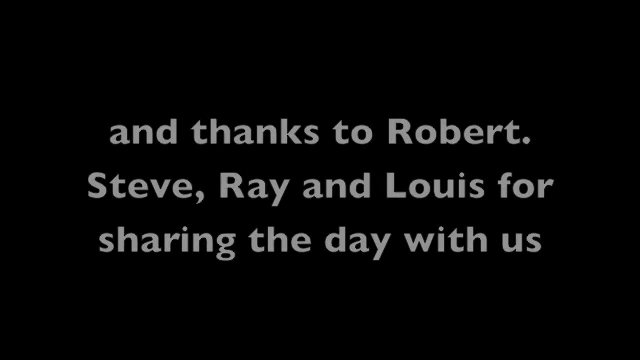 and thanks to Robert.
Steve, Ray and Louis for
sharing the day with us